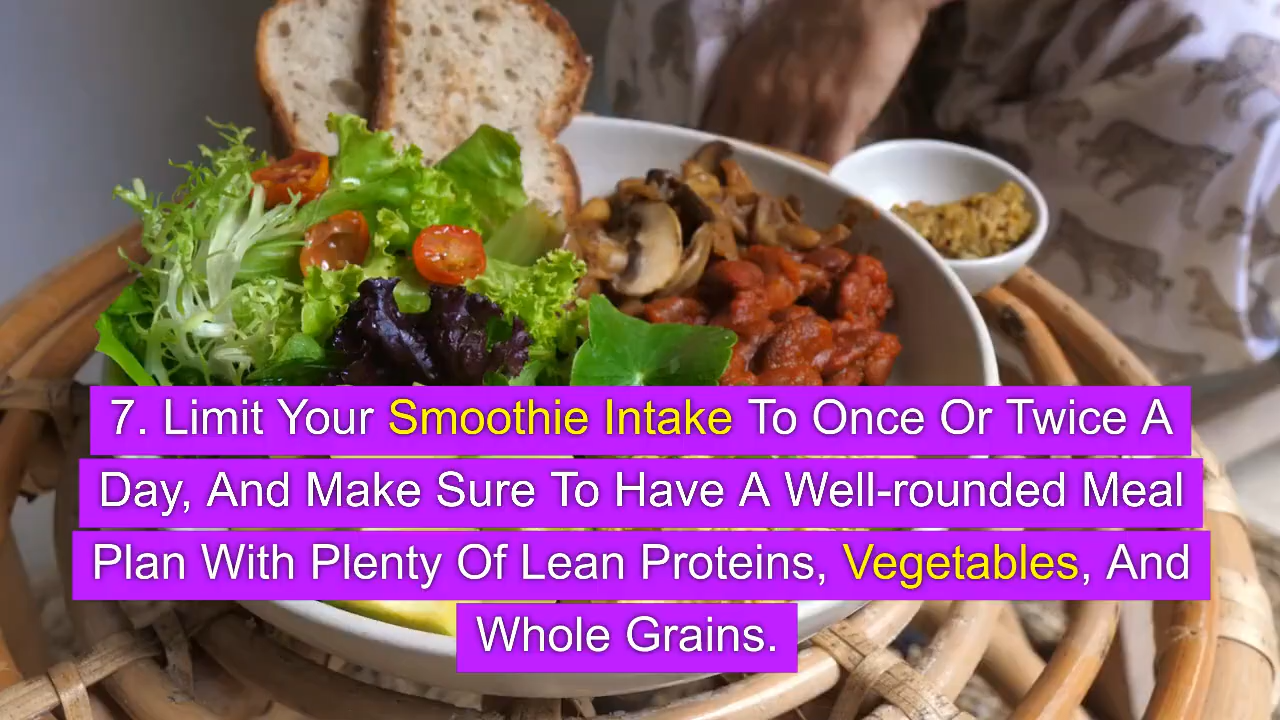 7. Limit Your Smoothie Intake To Once Or Twice A
Day, And Make Sure To Have A Well-rounded Meal
Plan With Plenty Of Lean Proteins, Vegetables, And
Whole Grains.